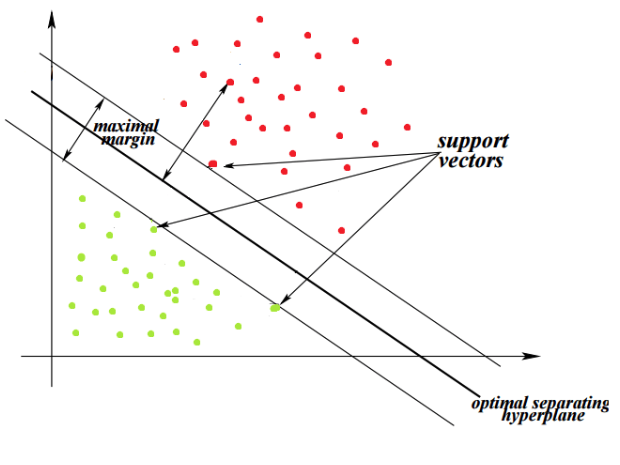 maximal
margin
support
vectors
optimal separating
hyperplane